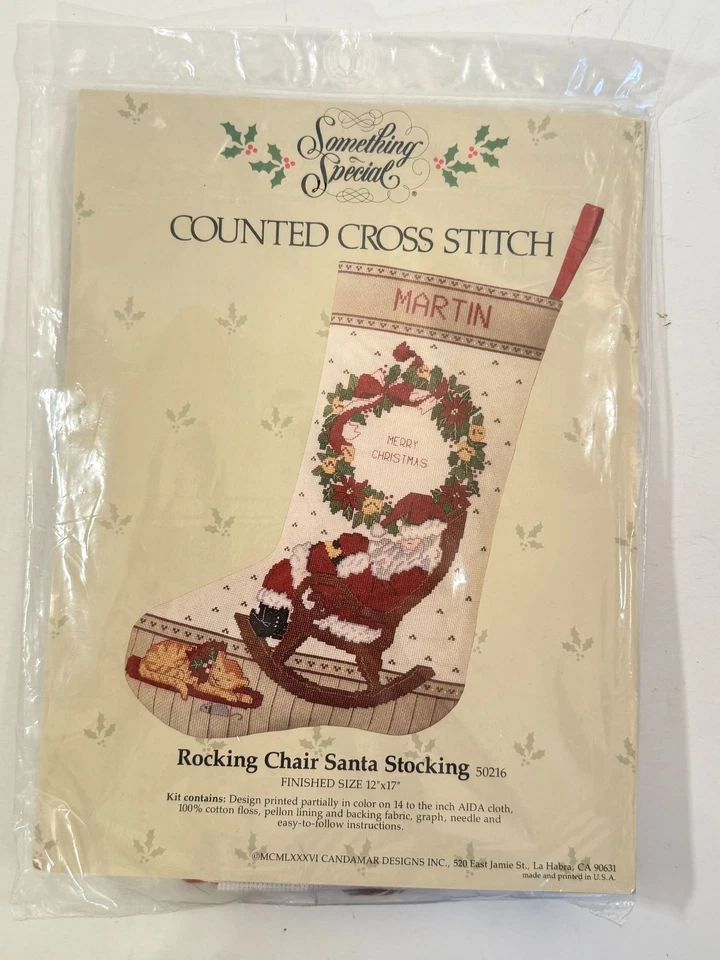 Something
Special®
COUNTED CROSS STITCH
MARTIN
MERRY
CHRISTMAS
Rocking Chair Santa Stocking 50216
FINISHED SIZE 12"x17"
Kit contains: Design printed partially in color on 14 to the inch AIDA cloth,
100% cotton floss, pellon lining and backing fabric, graph, needle and
easy-to-follow instructions.
©MCMLXXXVI CANDAMAR DESIGNS INC., 520 East Jamie St., La Habra, CA 90631
made and printed in U.S.A.